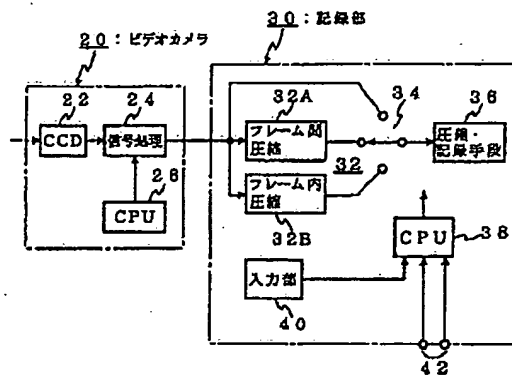 20：ビデオカメラ
30：記録部
22
24
CCD
信号処理
CPU
26
32A
フレーム間
圧縮
32
フレーム内
圧縮
32B
34
36
圧縮・
記録手段
CPU
38
入力部
40
42